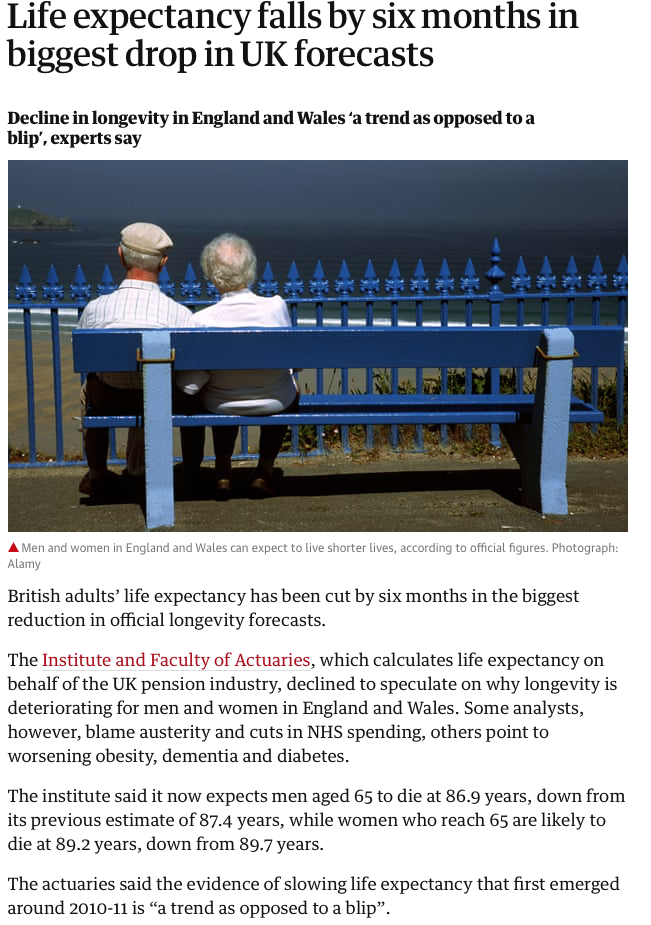 Life expectancy falls by six months in
biggest drop in UK forecasts
Decline in longevity in England and Wales ‘a trend as opposed to a
blip’, experts say
▲ Men and women in England and Wales can expect to live shorter lives, according to official figures. Photograph:
Alamy
British adults’ life expectancy has been cut by six months in the biggest
reduction in official longevity forecasts.
The Institute and Faculty of Actuaries, which calculates life expectancy on
behalf of the UK pension industry, declined to speculate on why longevity is
deteriorating for men and women in England and Wales. Some analysts,
however, blame austerity and cuts in NHS spending, others point to
worsening obesity, dementia and diabetes.
The institute said it now expects men aged 65 to die at 86.9 years, down from
its previous estimate of 87.4 years, while women who reach 65 are likely to
die at 89.2 years, down from 89.7 years.
The actuaries said the evidence of slowing life expectancy that first emerged
around 2010-11 is “a trend as opposed to a blip”.